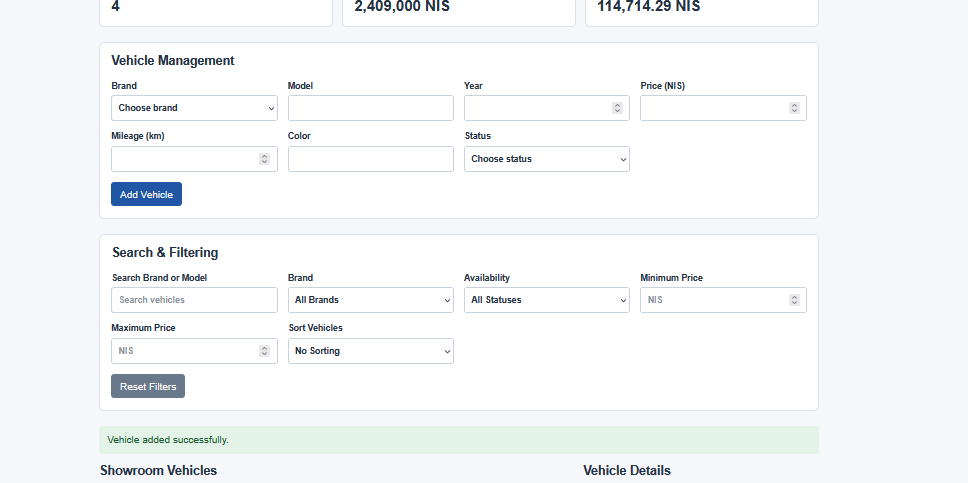 4 2,409,000 NIS 114,714.29 NIS
Vehicle Management
Brand Model Year Price (NIS)
Choose brand
Mileage (km) Color Status
Choose status
Add Vehicle
Search & Filtering
Search Brand or Model Brand Availability Minimum Price
Search vehicles All Brands All Statuses NIS
Maximum Price Sort Vehicles
NIS No Sorting
Reset Filters
Vehicle added successfully.
Showroom Vehicles Vehicle Details